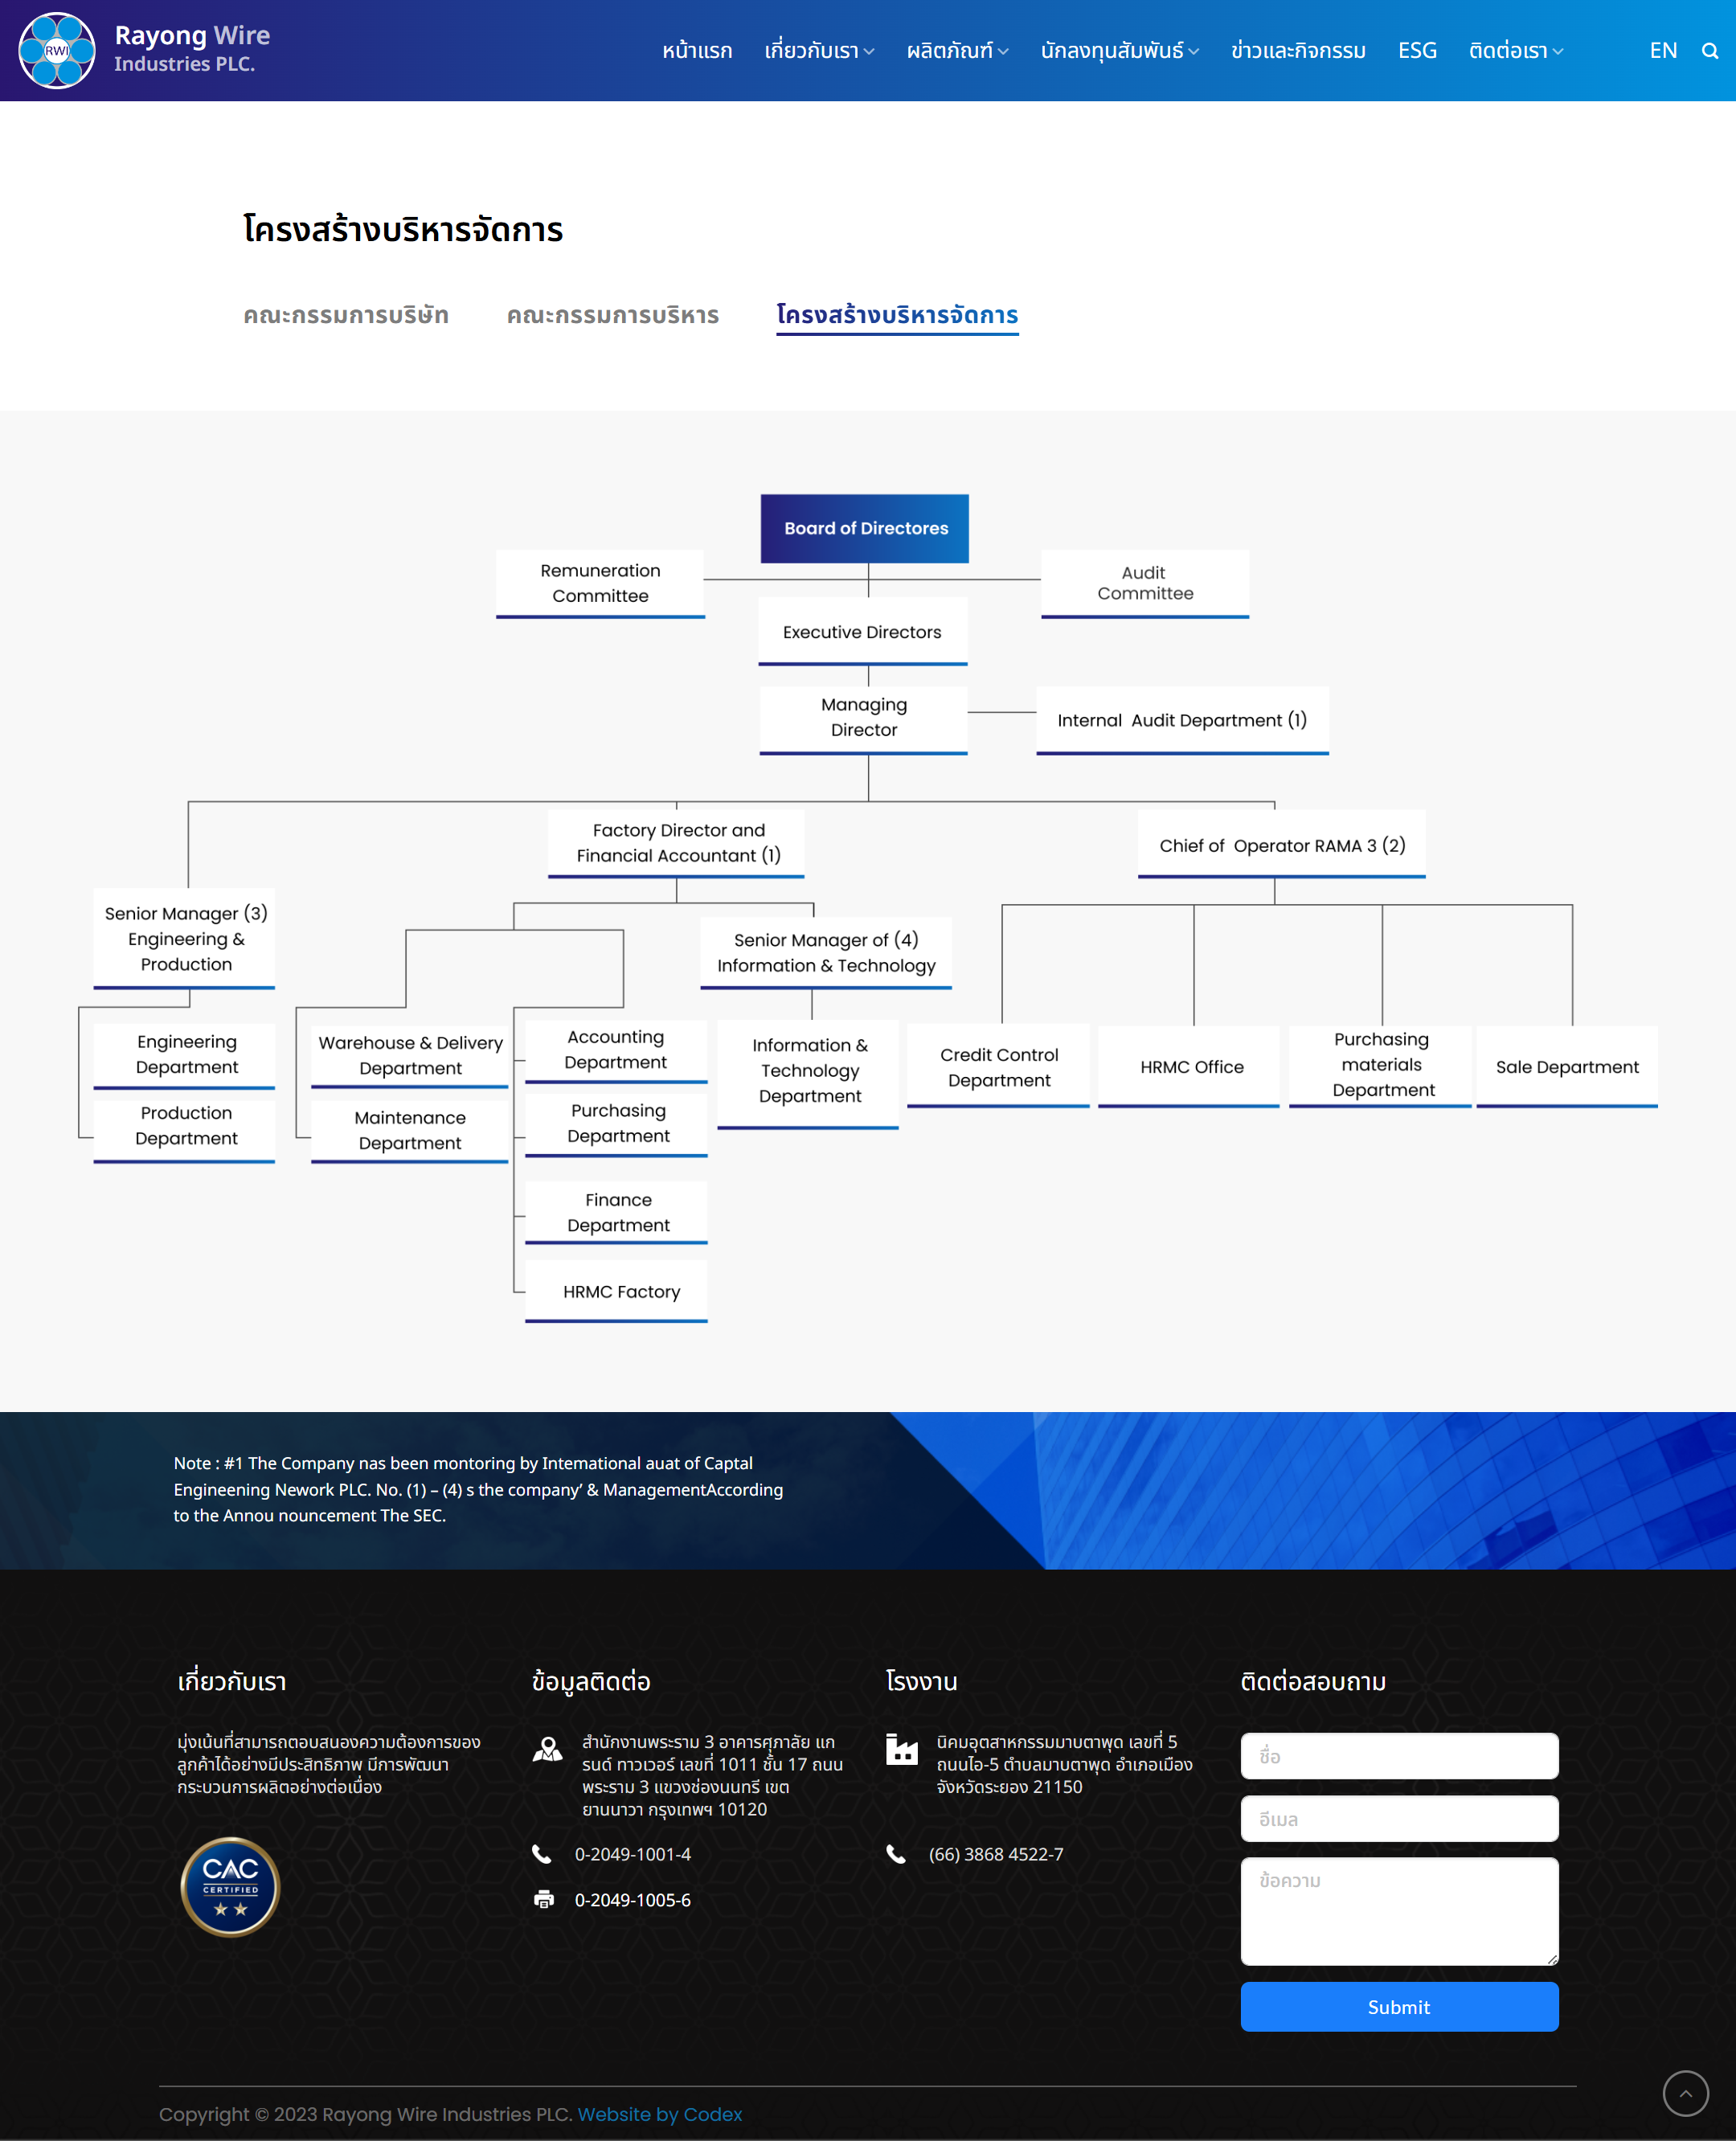 RWI
Rayong Wire
Industries PLC.
หน้าแรก
เกี่ยวกับเรา
ผลิตภัณฑ์
นักลงทุนสัมพันธ์
ข่าวและกิจกรรม
ESG
ติดต่อเรา
EN
โครงสร้างบริหารจัดการ
คณะกรรมการบริษัท
คณะกรรมการบริหาร
โครงสร้างบริหารจัดการ
Board of Directores
Remuneration
Committee
Audit
Committee
Executive Directors
Managing
Director
Internal Audit Department (1)
Factory Director and
Financial Accountant (1)
Chief of Operator RAMA 3 (2)
Senior Manager (3)
Engineering &
Production
Senior Manager of (4)
Information & Technology
Engineering
Department
Production
Department
Warehouse & Delivery
Department
Maintenance
Department
Accounting
Department
Purchasing
Department
Finance
Department
HRMC Factory
Information &
Technology
Department
Credit Control
Department
HRMC Office
Purchasing
materials
Department
Sale Department
Note : #1 The Company nas been montoring by Intemational auat of Captal
Engineering Nework PLC. No. (1) – (4) s the company’ & ManagementAccording
to the Annou nouncement The SEC.
เกี่ยวกับเรา
มุ่งเน้นที่สามารถตอบสนองความต้องการของ
ลูกค้าได้อย่างมีประสิทธิภาพ มีการพัฒนา
กระบวนการผลิตอย่างต่อเนื่อง
CAC
CERTIFIED
ข้อมูลติดต่อ
สำนักงานพระราม 3 อาคารศุภาลัย แก
รนด์ ทาวเวอร์ เลขที่ 1011 ชั้น 17 ถนน
พระราม 3 แขวงช่องนนทรี เขต
ยานนาวา กรุงเทพฯ 10120
0-2049-1001-4
0-2049-1005-6
โรงงาน
นิคมอุตสาหกรรมมาบตาพุด เลขที่ 5
ถนนไอ-5 ตำบลมาบตาพุด อำเภอเมือง
จังหวัดระยอง 21150
(66) 3868 4522-7
ติดต่อสอบถาม
ชื่อ
อีเมล
ข้อความ
Submit
Copyright © 2023 Rayong Wire Industries PLC. Website by Codex